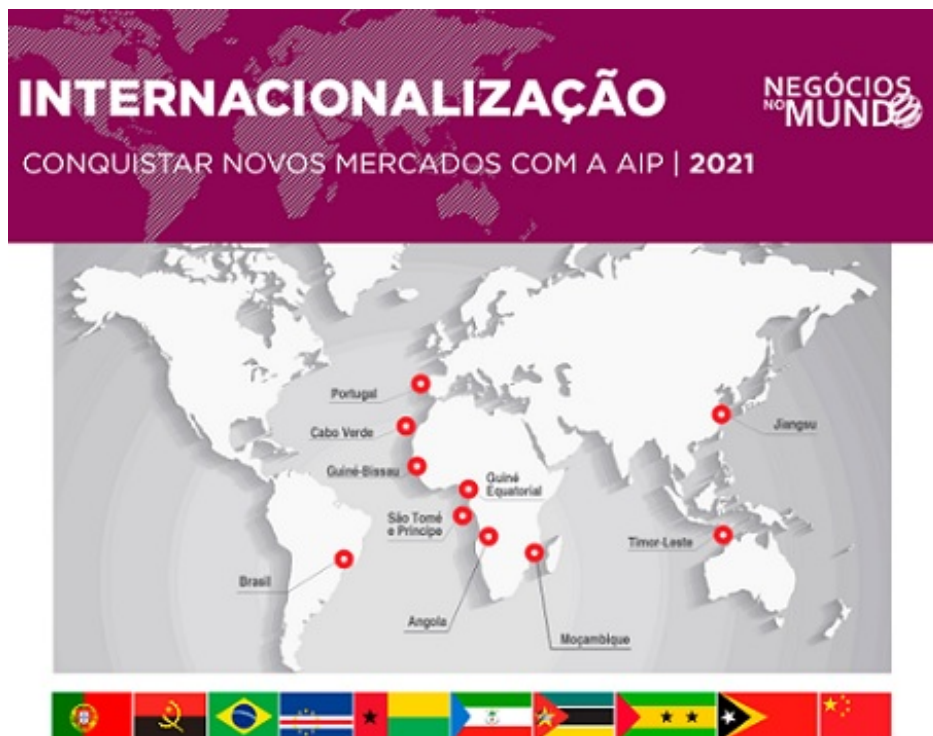 INTERNACIONALIZAÇÃO
NEGÓCIOS
NO MUNDO
CONQUISTAR NOVOS MERCADOS COM A AIP | 2021
Portugal
Jiangsu
Cabo Verde
Guiné-Bissau
Guiné
Equatorial
São Tomé
e Príncipe
Timor-Leste
Brasil
Angola
Moçambique